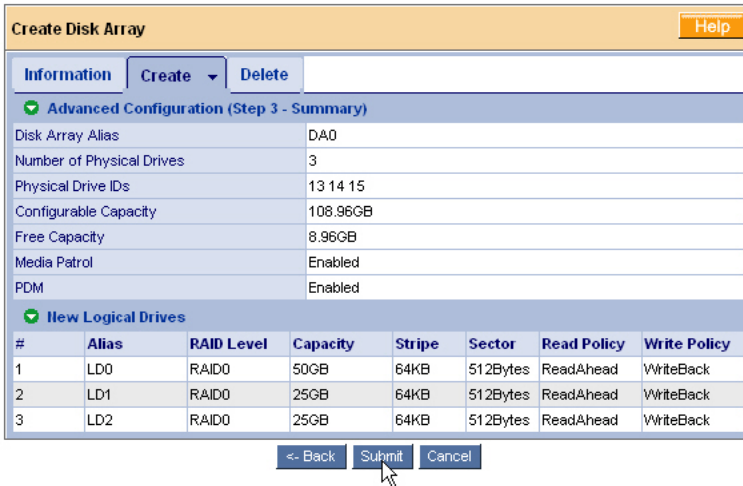 Create Disk Array Help
Information Create Delete
Advanced Configuration (Step 3 - Summary)
Disk Array Alias DA0
Number of Physical Drives 3
Physical Drive IDs 13 14 15
Configurable Capacity 108.96GB
Free Capacity 8.96GB
Media Patrol Enabled
PDM Enabled
New Logical Drives
# Alias RAID Level Capacity Stripe Sector Read Policy Write Policy
1 LD0 RAID0 50GB 64KB 512Bytes ReadAhead WriteBack
2 LD1 RAID0 25GB 64KB 512Bytes ReadAhead WriteBack
3 LD2 RAID0 25GB 64KB 512Bytes ReadAhead WriteBack
<- Back Submit Cancel